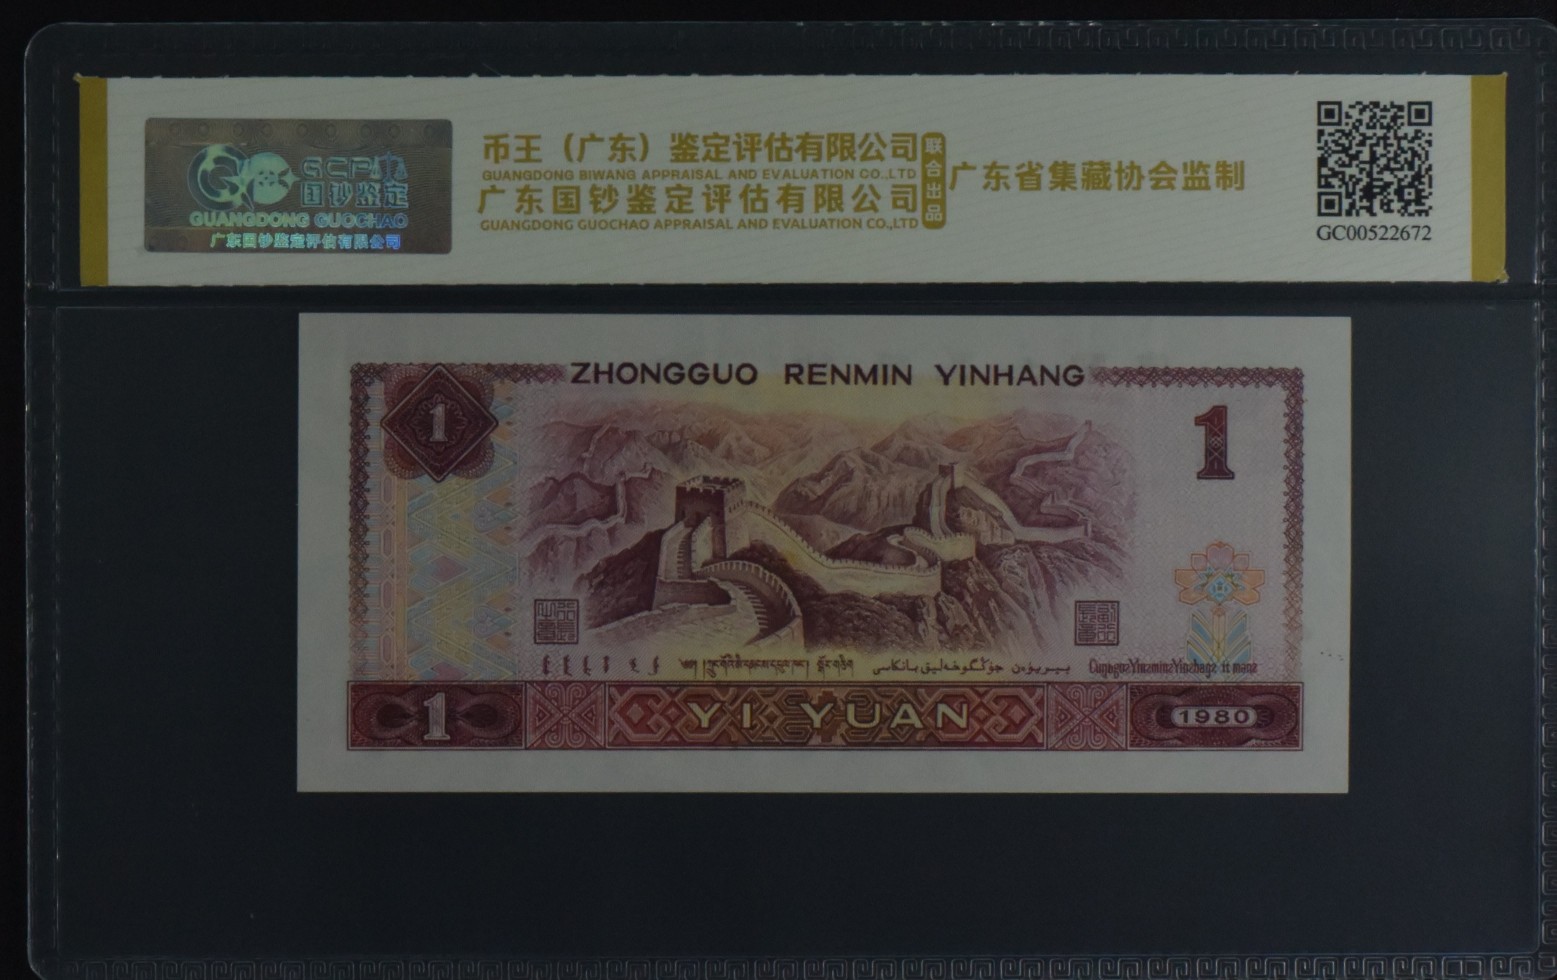 GCPJ
国钞鉴定
GUANGDONG GUOCHAO
广东国钞鉴定评估有限公司
币王（广东）鉴定评估有限公司
GUANGDONG BIWANG APPRAISAL AND EVALUATION CO.,LTD
广东国钞鉴定评估有限公司
GUANGDONG GUOCHAO APPRAISAL AND EVALUATION CO.,LTD
联合出品
广东省集藏协会监制
GC00522672
ZHONGGUO RENMIN YINHANG
1
1
1
YI YUAN
1980